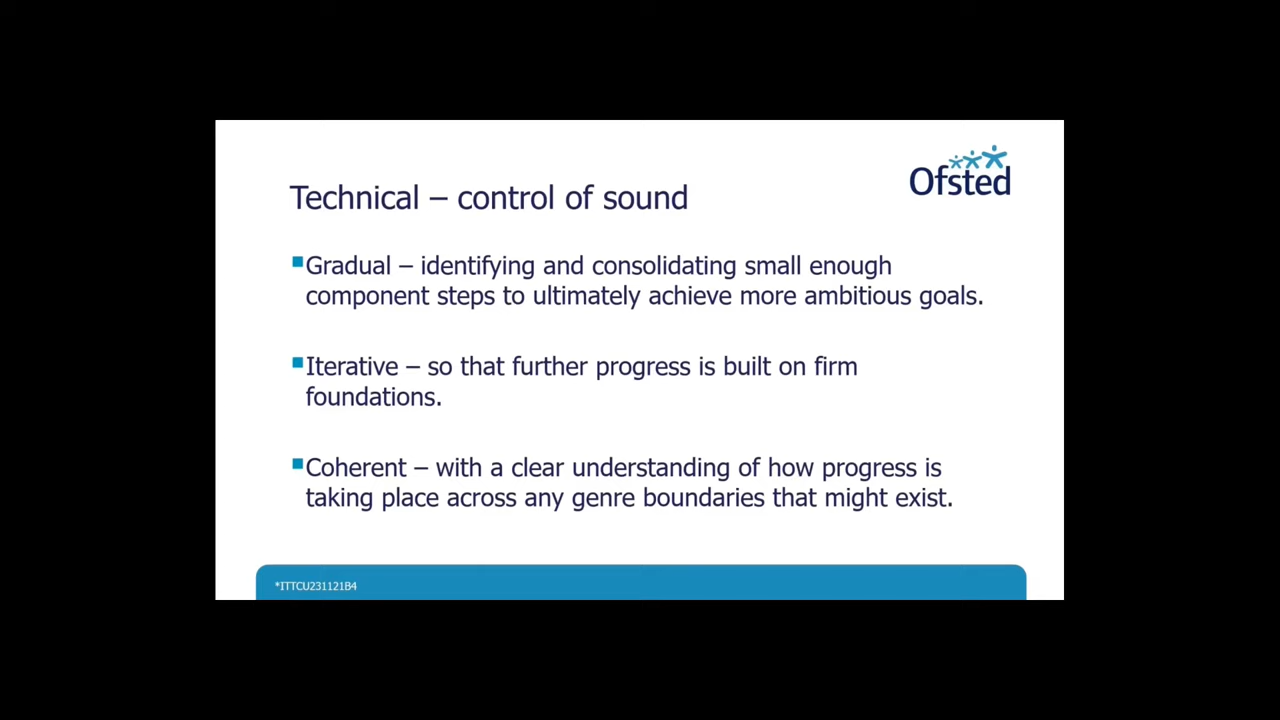 Ofsted
Technical – control of sound
Gradual – identifying and consolidating small enough
component steps to ultimately achieve more ambitious goals.
Iterative – so that further progress is built on firm
foundations.
Coherent – with a clear understanding of how progress is
taking place across any genre boundaries that might exist.
*ITTCU231121B4